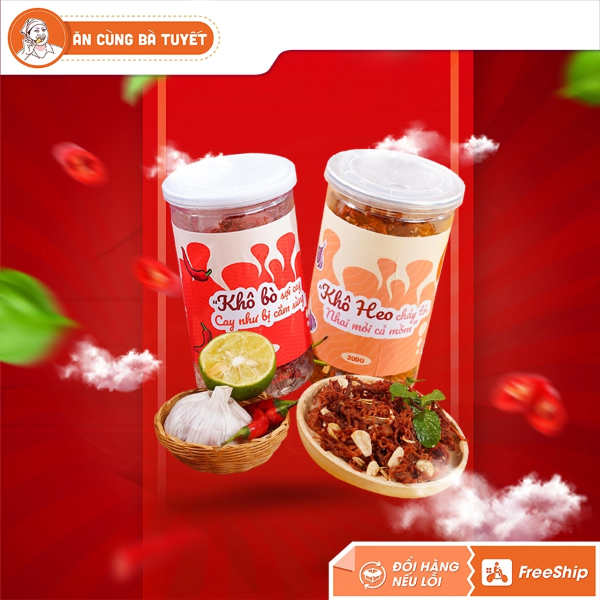 ĂN CÙNG BÀ TUYẾT
"Khô bò sợi cay
Cay như bị cắm sừng
"Khô Heo cháy tỏi
Nhai mỏi cả mồm"
200G
ĐỔI HÀNG
NẾU LỖI
FreeShip